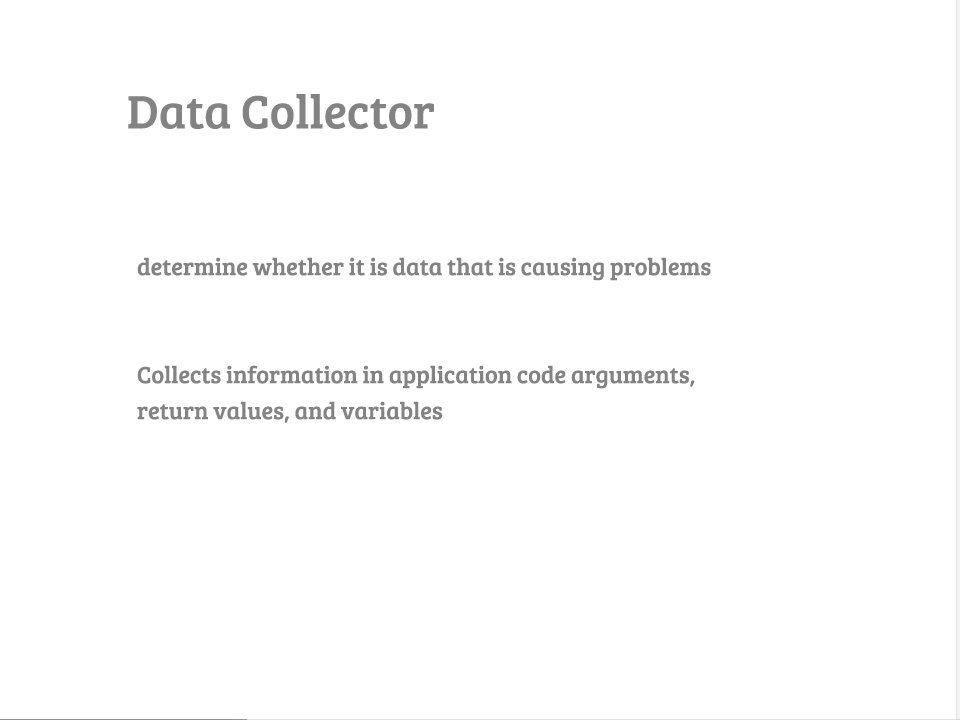 Data Collector
determine whether it is data that is causing problems
Collects information in application code arguments,
return values, and variables